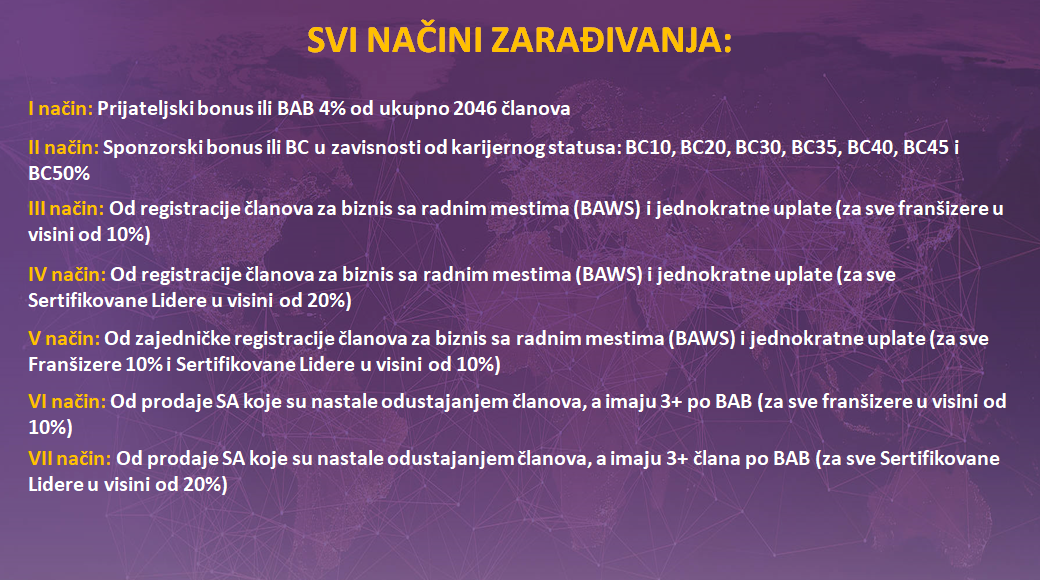 SVI NAČINI ZARAĐIVANJA:
I način: Prijateljski bonus ili BAB 4% od ukupno 2046 članova
II način: Sponzorski bonus ili BC u zavisnosti od karijernog statusa: BC10, BC20, BC30, BC35, BC40, BC45 i
BC50%
III način: Od registracije članova za biznis sa radnim mestima (BAWS) i jednokratne uplate (za sve franšizere u
visini od 10%)
IV način: Od registracije članova za biznis sa radnim mestima (BAWS) i jednokratne uplate (za sve
Sertifikovane Lidere u visini od 20%)
V način: Od zajedničke registracije članova za biznis sa radnim mestima (BAWS) i jednokratne uplate (za sve
Franšizere 10% i Sertifikovane Lidere u visini od 10%)
VI način: Od prodaje SA koje su nastale odustajanjem članova, a imaju 3+ po BAB (za sve franšizere u visini od
10%)
VII način: Od prodaje SA koje su nastale odustajanjem članova, a imaju 3+ člana po BAB (za sve Sertifikovane
Lidere u visini od 20%)